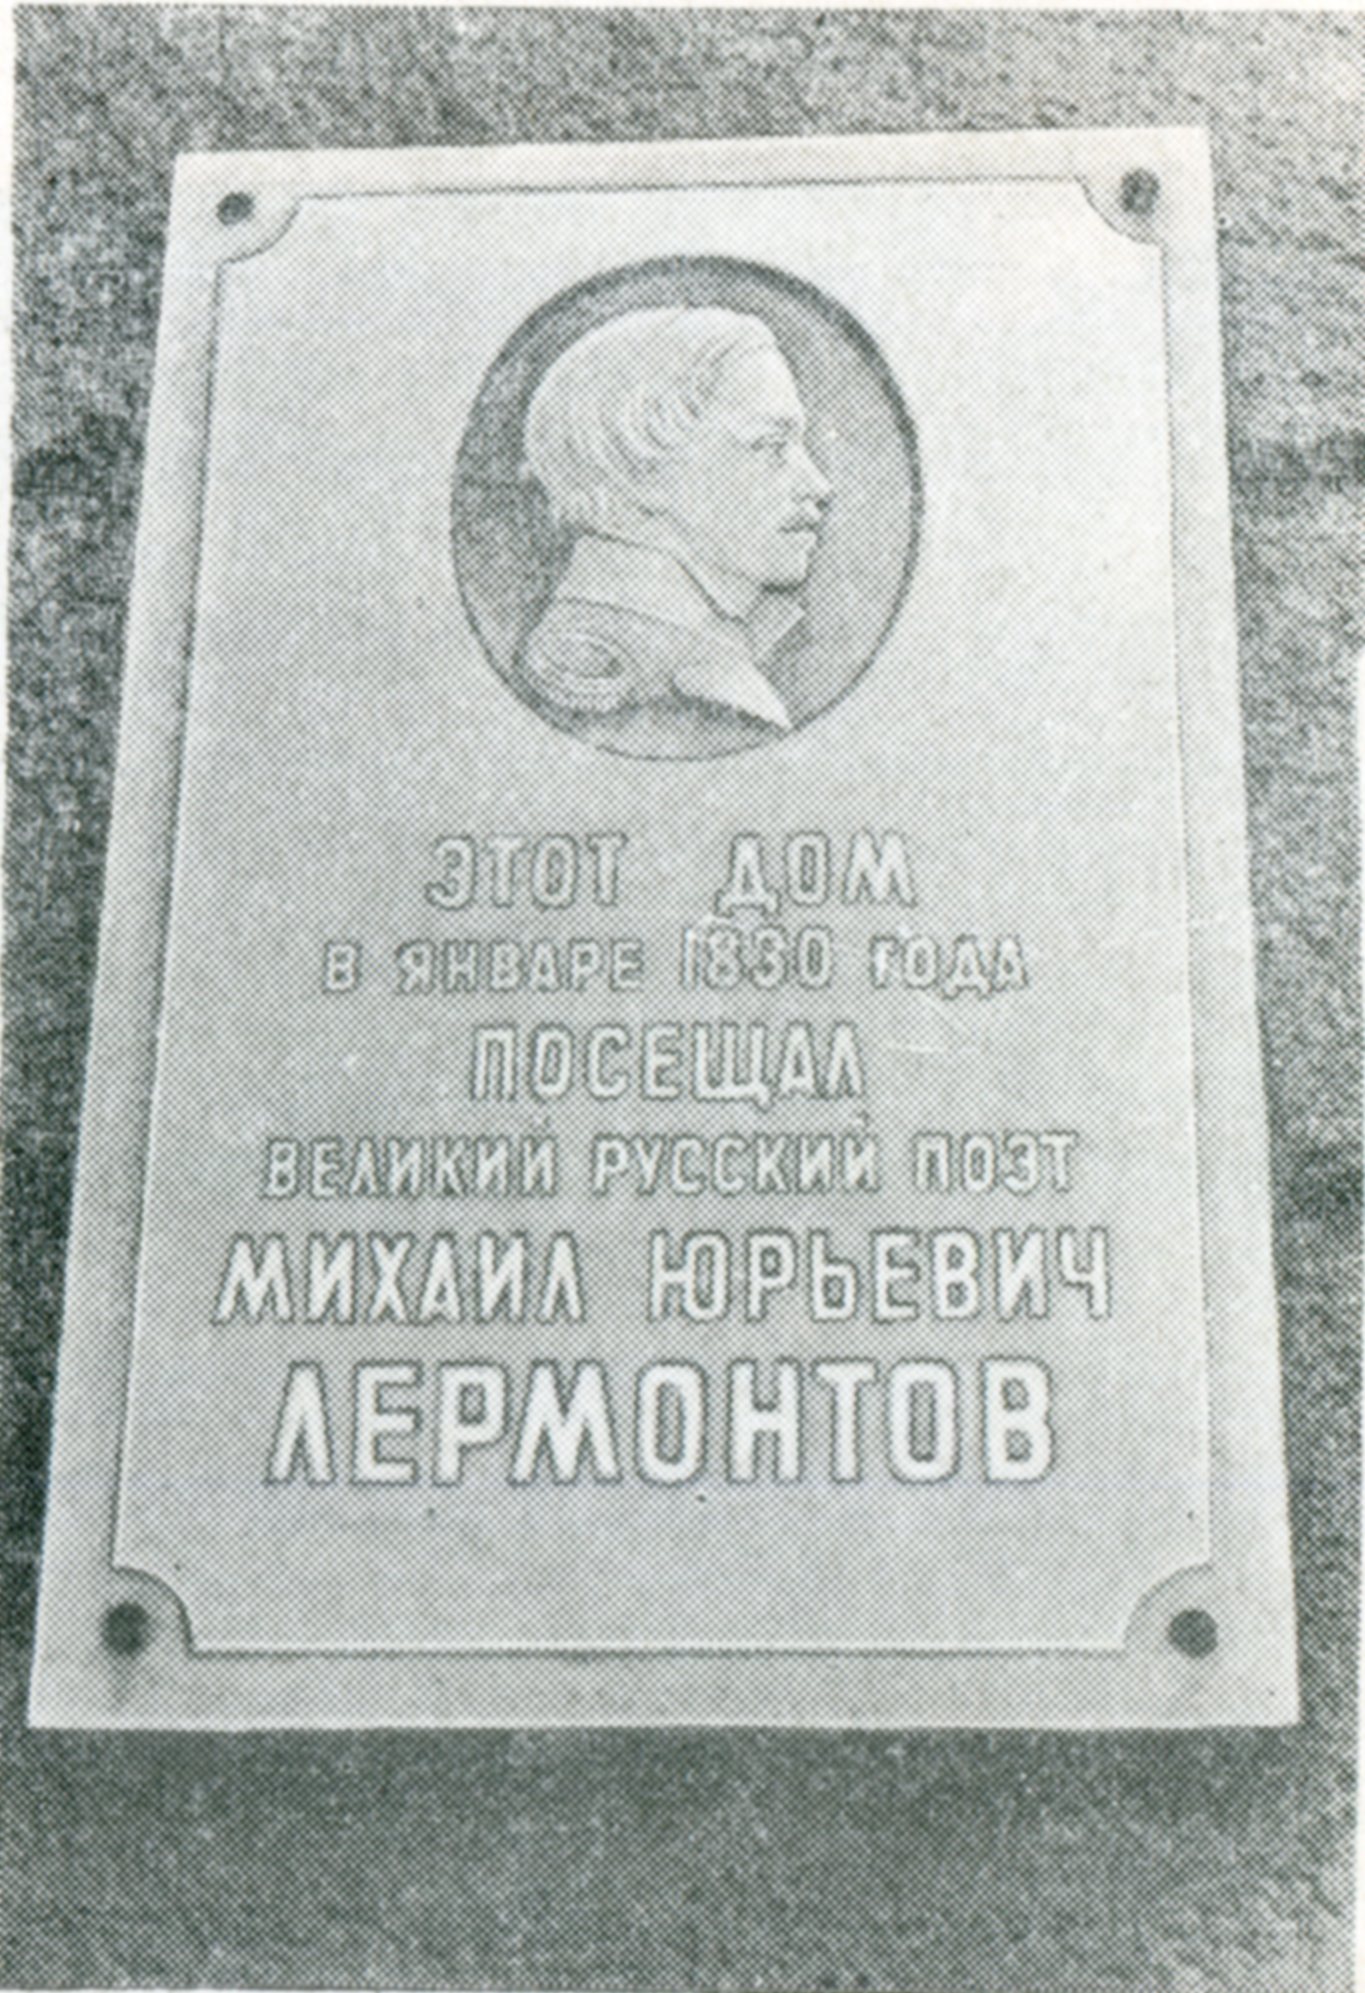 ЭТОТ ДОМ
В ЯНВАРЕ 1830 ГОДА
ПОСЕЩАЛ
ВЕЛИКИЙ РУССКИЙ ПОЭТ
МИХАИЛ ЮРЬЕВИЧ
ЛЕРМОНТОВ